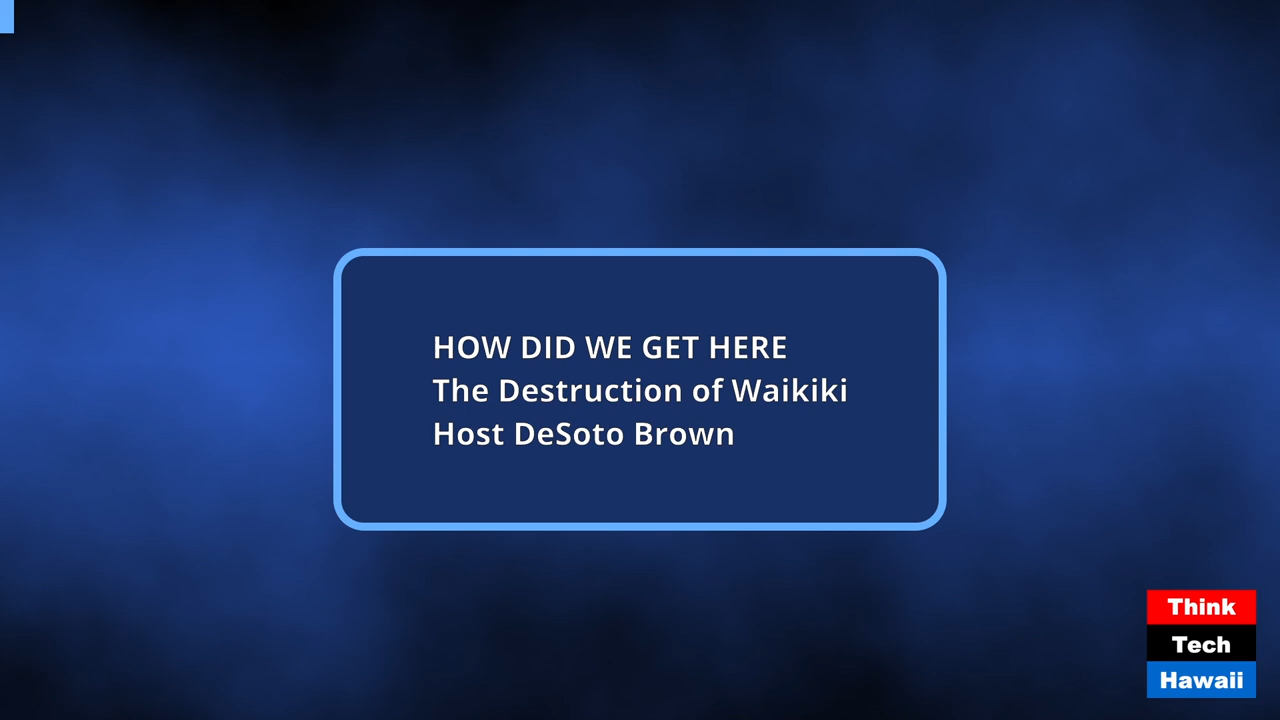 HOW DID WE GET HERE
The Destruction of Waikiki
Host DeSoto Brown
Think
Tech
Hawaii